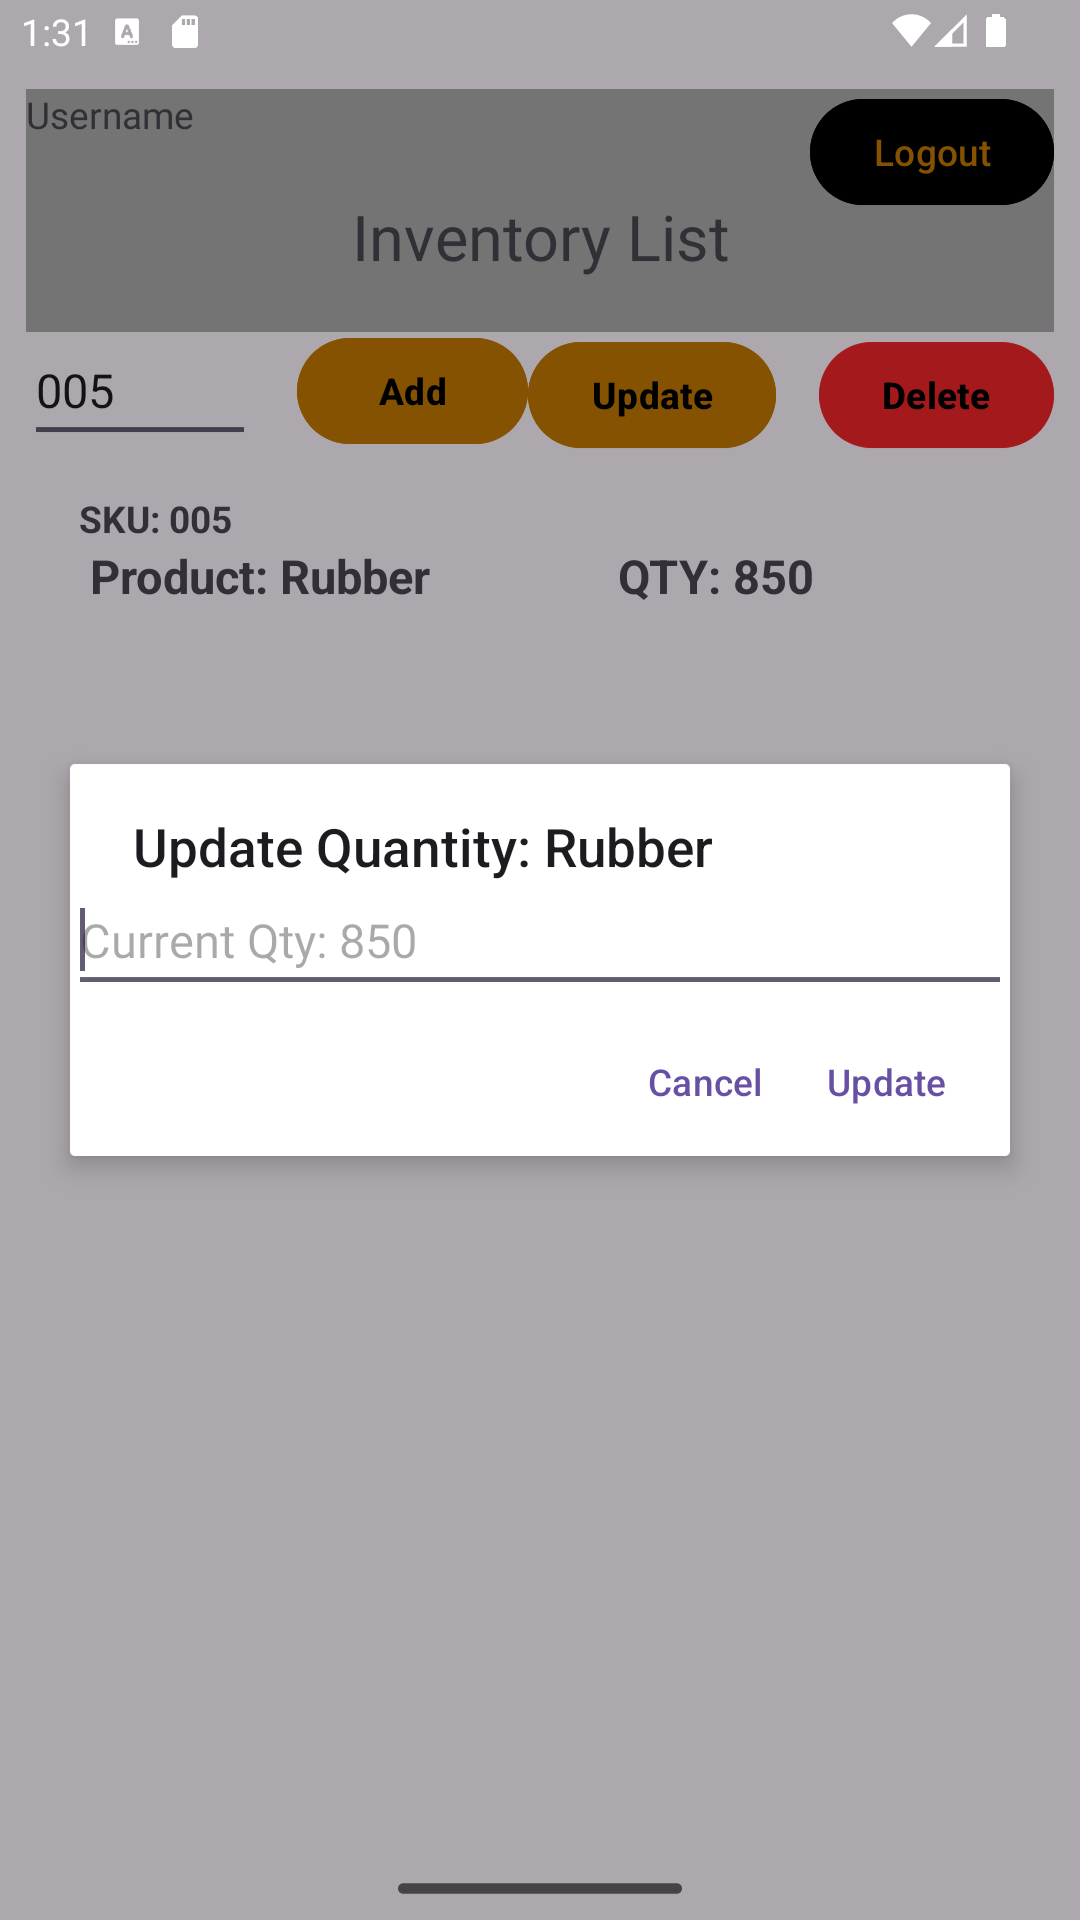 1:31
Username
Logout
Inventory List
005
Add
Update
Delete
SKU: 005
Product: Rubber
QTY: 850
Update Quantity: Rubber
Current Qty: 850
Cancel
Update